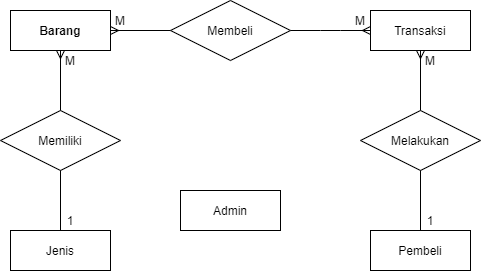 Barang
M
Membeli
M
Transaksi
M
M
Memiliki
Melakukan
1
Admin
1
Jenis
Pembeli